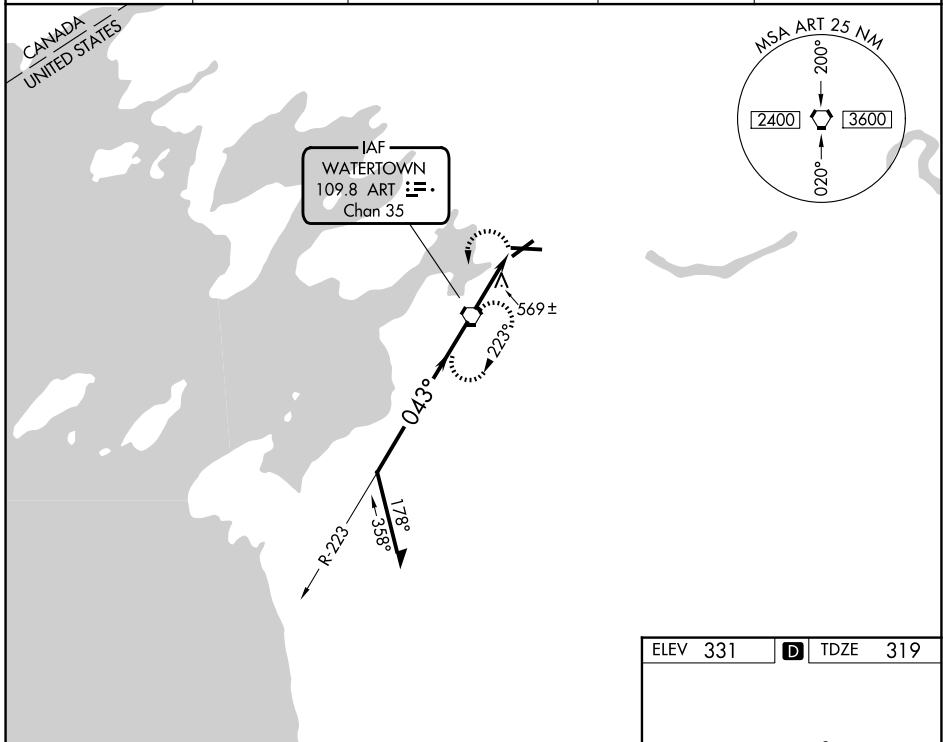 CANADA
UNITED STATES
MSA ART 25 NM
200°
2400
3600
020°
IAF
WATERTOWN
109.8 ART
Chan 35
569±
223°
043°
178°
358°
R-223
ELEV 331 D TDZE 319